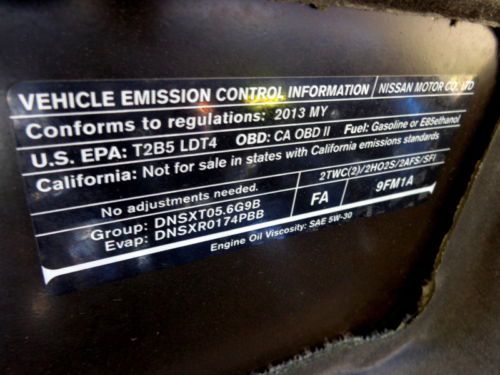 VEHICLE EMISSION CONTROL INFORMATION NISSAN MOTOR CO., LTD
Conforms to regulations: 2013 MY
U.S. EPA: T2B5 LDT4 OBD: CA OBD II Fuel: Gasoline or E85ethanol
California: Not for sale in states with California emissions standards
No adjustments needed. 2TWC(2)/2HO2S/2AFS/SFI
Group: DNSXT05.6G9B FA 9FM1A
Evap: DNSXR0174PBB
Engine Oil Viscosity: SAE 5W-30